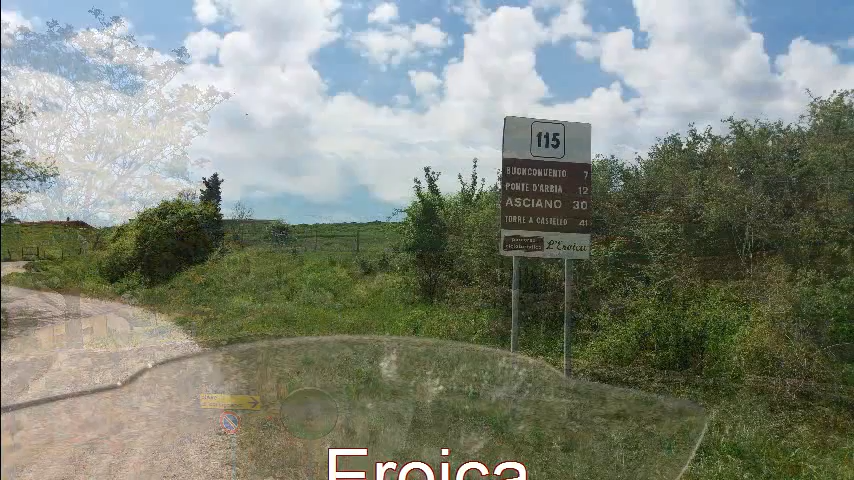 115
BUONCONVENTO 7
PONTE D'ARBIA 12
ASCIANO 30
TORRE A CASTELLO 41
L'Eroica
Eroica